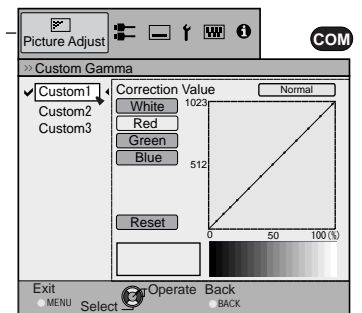 Picture Adjust
COM
>> Custom Gamma
Custom1
Custom2
Custom3
Correction Value
Normal
White
Red
Green
Blue
Reset
1023
512
0 50 100 (%)
Exit
MENU
Select
Operate
Back
BACK